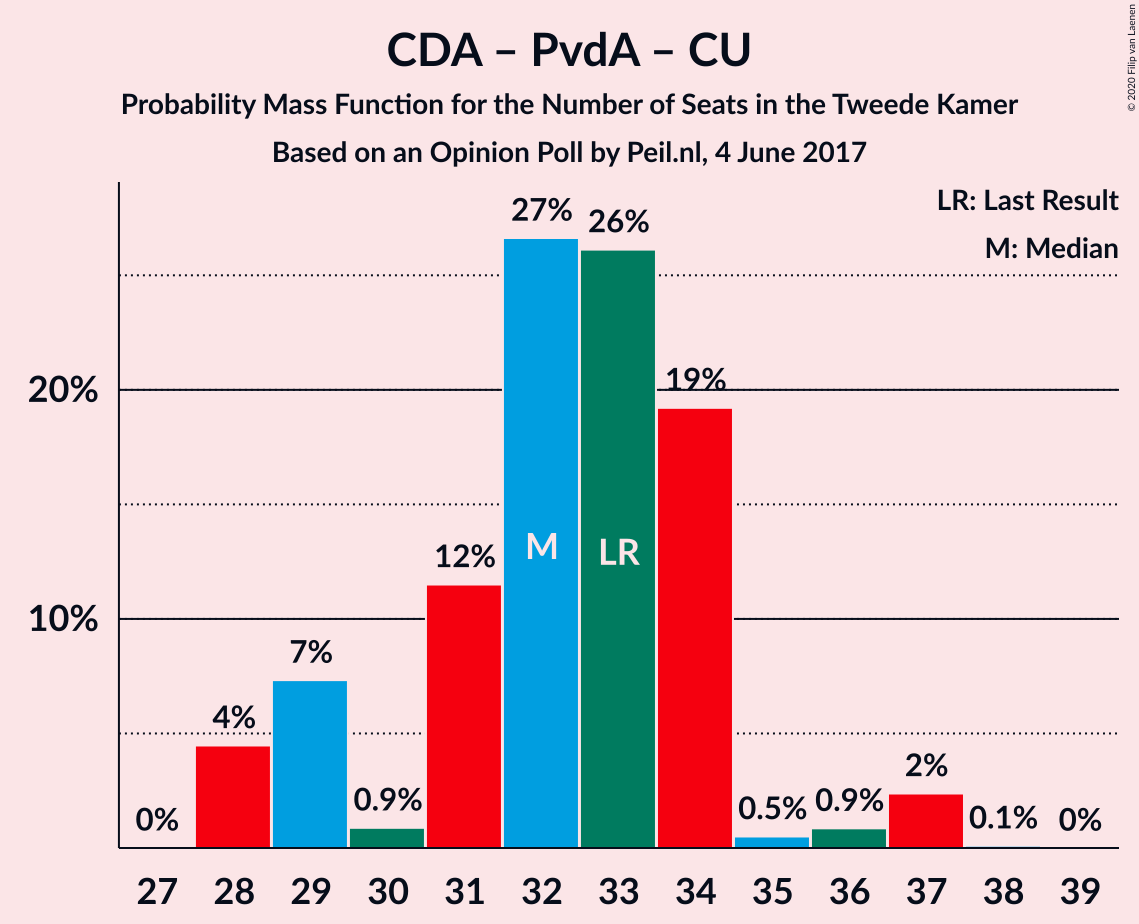 CDA – PvdA – CU
Probability Mass Function for the Number of Seats in the Tweede Kamer
Based on an Opinion Poll by Peil.nl, 4 June 2017
© 2020 Filip van Laenen
LR: Last Result
M: Median
20%
10%
0%
4%
7%
0.9%
12%
27%
26%
19%
0.5%
0.9%
2%
0.1%
0%
M
LR
27 28 29 30 31 32 33 34 35 36 37 38 39